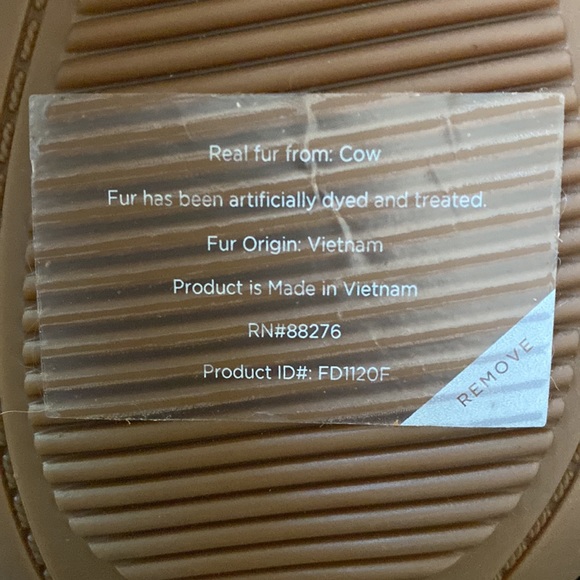 Real fur from: Cow
Fur has been artificially dyed and treated.
Fur Origin: Vietnam
Product is Made in Vietnam
RN#88276
Product ID#: FD1120F
REMOVE